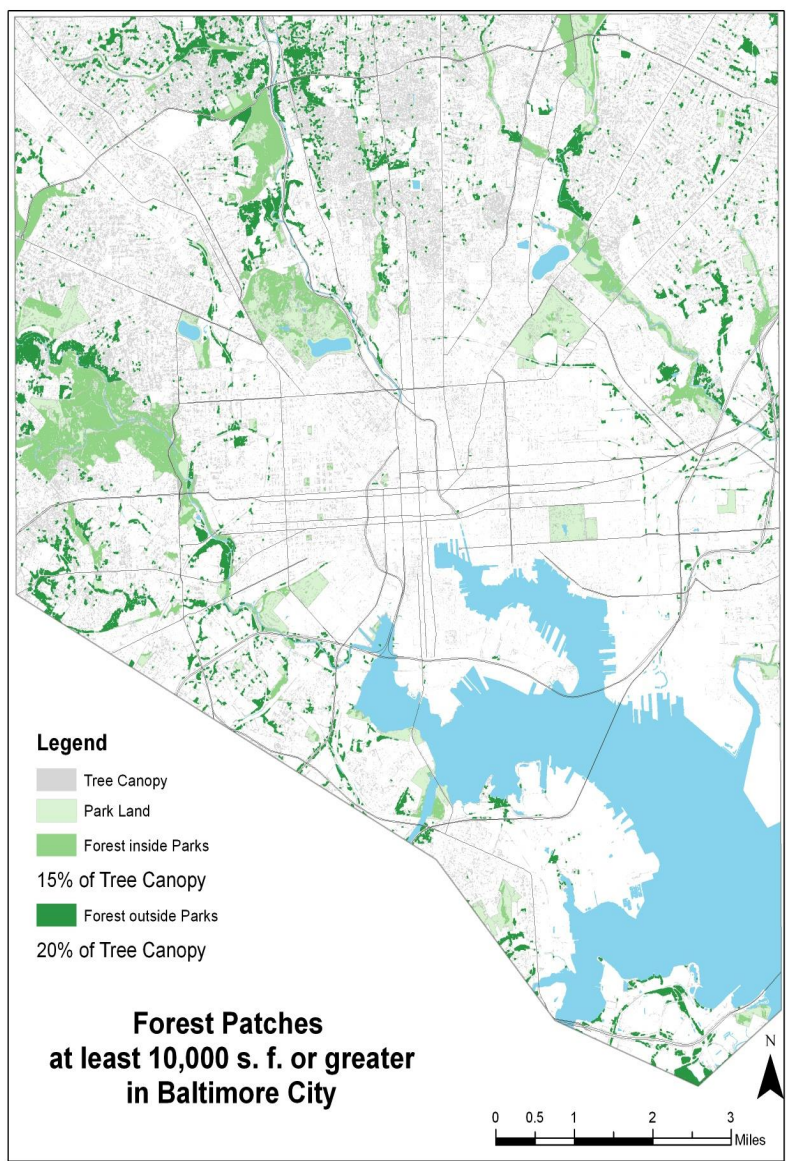 Legend
Tree Canopy
Park Land
Forest inside Parks
15% of Tree Canopy
Forest outside Parks
20% of Tree Canopy
Forest Patches
at least 10,000 s. f. or greater
in Baltimore City
N
0 0.5 1 2 3
Miles